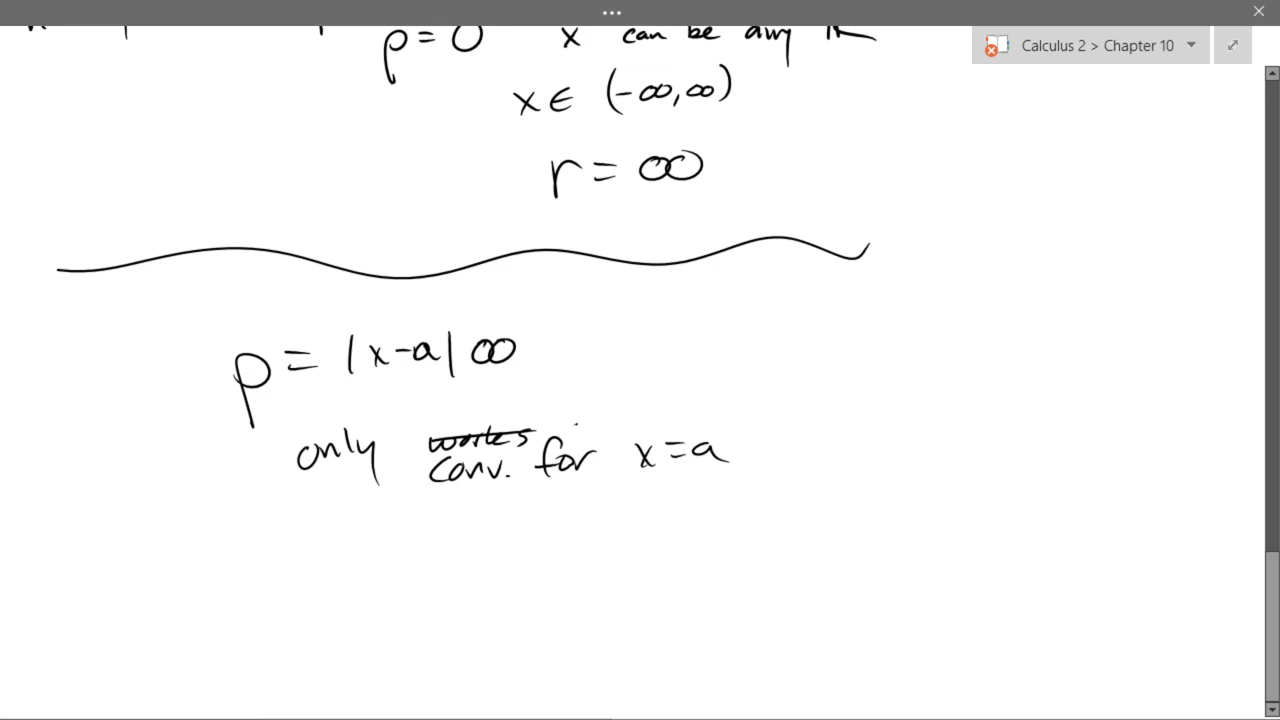 ρ = 0 x can be any
Calculus 2 > Chapter 10
x ∈ (-∞,∞)
r = ∞
ρ = |x-a| ∞
only works conv. for x=a